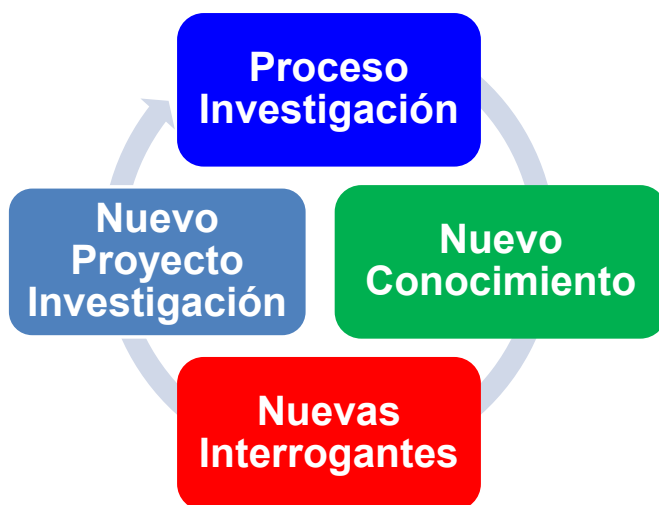 Proceso
Investigación
Nuevo
Proyecto
Investigación
Nuevo
Conocimiento
Nuevas
Interrogantes